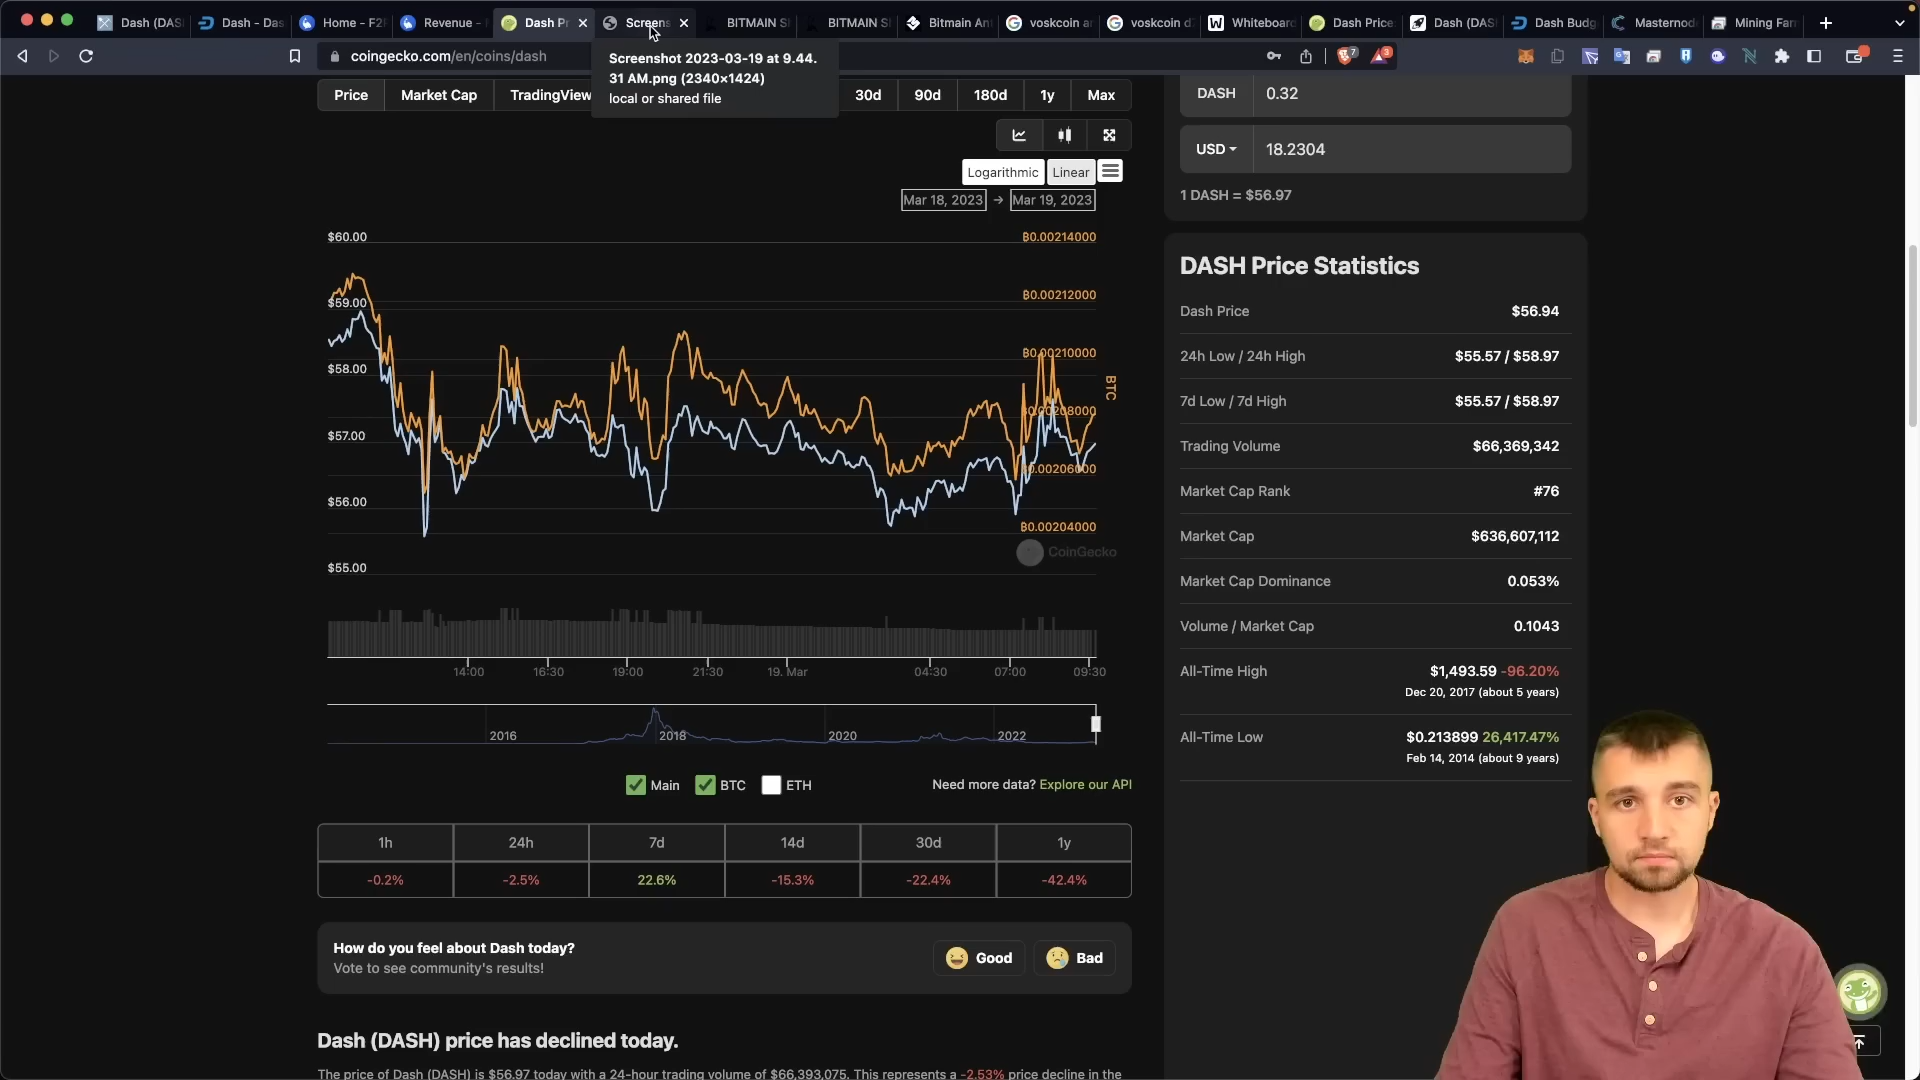 Dash (DAS
Dash - Das
Home - F2P
Revenue - F
Dash Pr
Screens
BITMAIN S
BITMAIN S
Bitmain Ant
voskcoin an
voskcoin d
Whiteboard
Dash Price
Dash (DAS
Dash Budg
Masternod
Mining Far
coingecko.com/en/coins/dash
7
3
Screenshot 2023-03-19 at 9.44.
31 AM.png (2340×1424)
local or shared file
Price
Market Cap
TradingView
30d
90d
180d
1y
Max
Logarithmic
Linear
Mar 18, 2023 → Mar 19, 2023
$60.00
$59.00
$58.00
$57.00
$56.00
$55.00
₿0.00214000
₿0.00212000
₿0.00210000
₿0.00208000
₿0.00206000
₿0.00204000
BTC
CoinGecko
14:00
16:30
19:00
21:30
19. Mar
04:30
07:00
09:30
2016
2018
2020
2022
Main
BTC
ETH
Need more data? Explore our API
1h
24h
7d
14d
30d
1y
-0.2%
-2.5%
22.6%
-15.3%
-22.4%
-42.4%
How do you feel about Dash today?
Vote to see community's results!
Good
Bad
Dash (DASH) price has declined today.
The price of Dash (DASH) is $56.97 today with a 24-hour trading volume of $66,393,075. This represents a -2.53% price decline in the
DASH
0.32
USD
18.2304
1 DASH = $56.97
DASH Price Statistics
Dash Price
$56.94
24h Low / 24h High
$55.57 / $58.97
7d Low / 7d High
$55.57 / $58.97
Trading Volume
$66,369,342
Market Cap Rank
#76
Market Cap
$636,607,112
Market Cap Dominance
0.053%
Volume / Market Cap
0.1043
All-Time High
$1,493.59 -96.20%
Dec 20, 2017 (about 5 years)
All-Time Low
$0.213899 26,417.47%
Feb 14, 2014 (about 9 years)